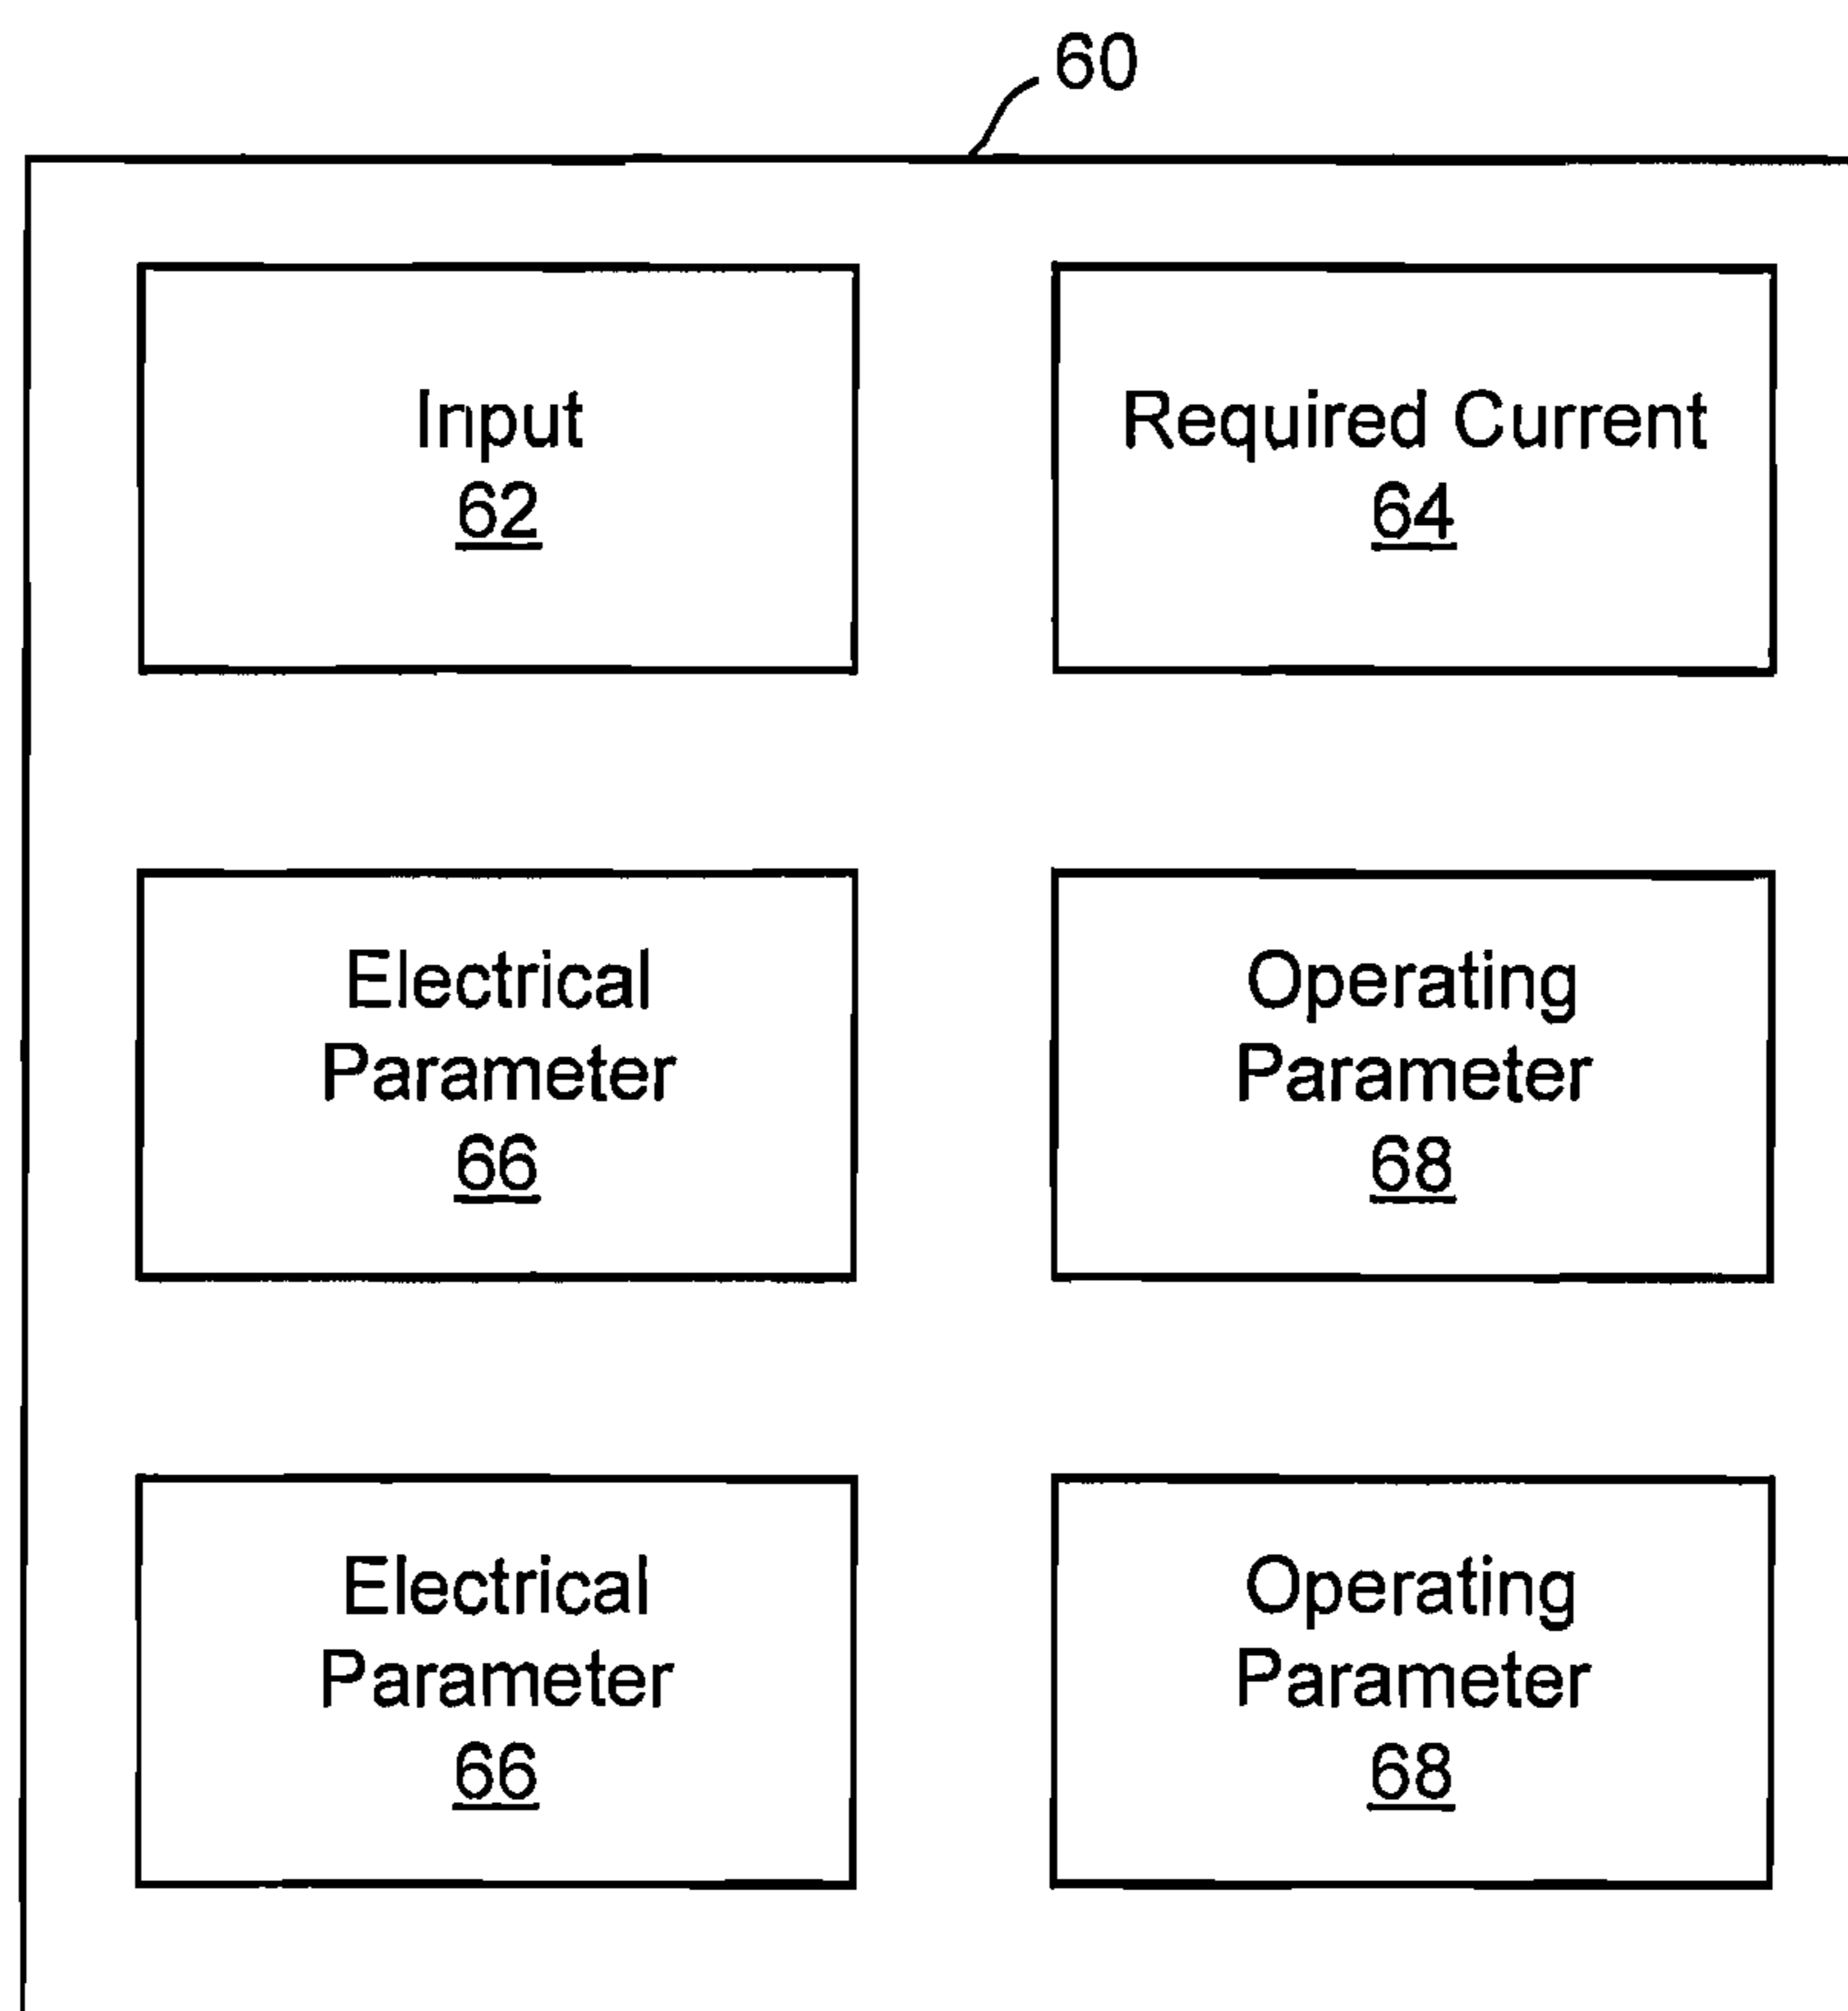 60
Input
62
Required Current
64
Electrical
Parameter
66
Operating
Parameter
68
Electrical
Parameter
66
Operating
Parameter
68